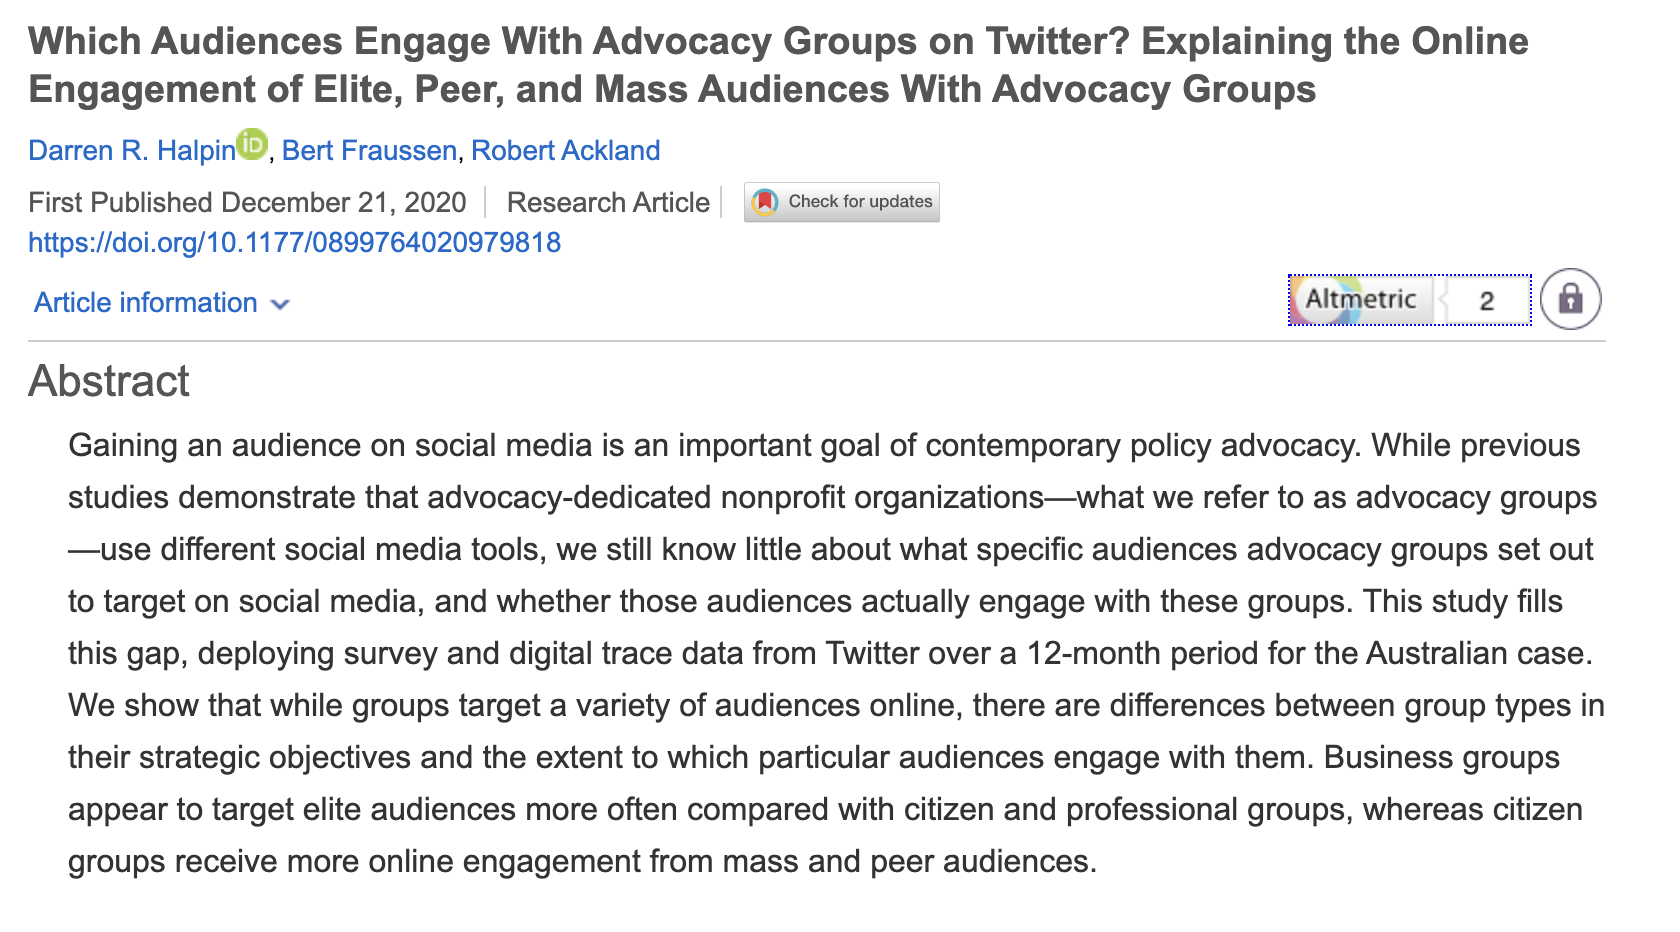 Which Audiences Engage With Advocacy Groups on Twitter? Explaining the Online
Engagement of Elite, Peer, and Mass Audiences With Advocacy Groups
Darren R. Halpin iD, Bert Fraussen, Robert Ackland
First Published December 21, 2020 | Research Article | Check for updates
https://doi.org/10.1177/0899764020979818
Article information
Altmetric 2
Abstract
Gaining an audience on social media is an important goal of contemporary policy advocacy. While previous
studies demonstrate that advocacy-dedicated nonprofit organizations—what we refer to as advocacy groups
—use different social media tools, we still know little about what specific audiences advocacy groups set out
to target on social media, and whether those audiences actually engage with these groups. This study fills
this gap, deploying survey and digital trace data from Twitter over a 12-month period for the Australian case.
We show that while groups target a variety of audiences online, there are differences between group types in
their strategic objectives and the extent to which particular audiences engage with them. Business groups
appear to target elite audiences more often compared with citizen and professional groups, whereas citizen
groups receive more online engagement from mass and peer audiences.